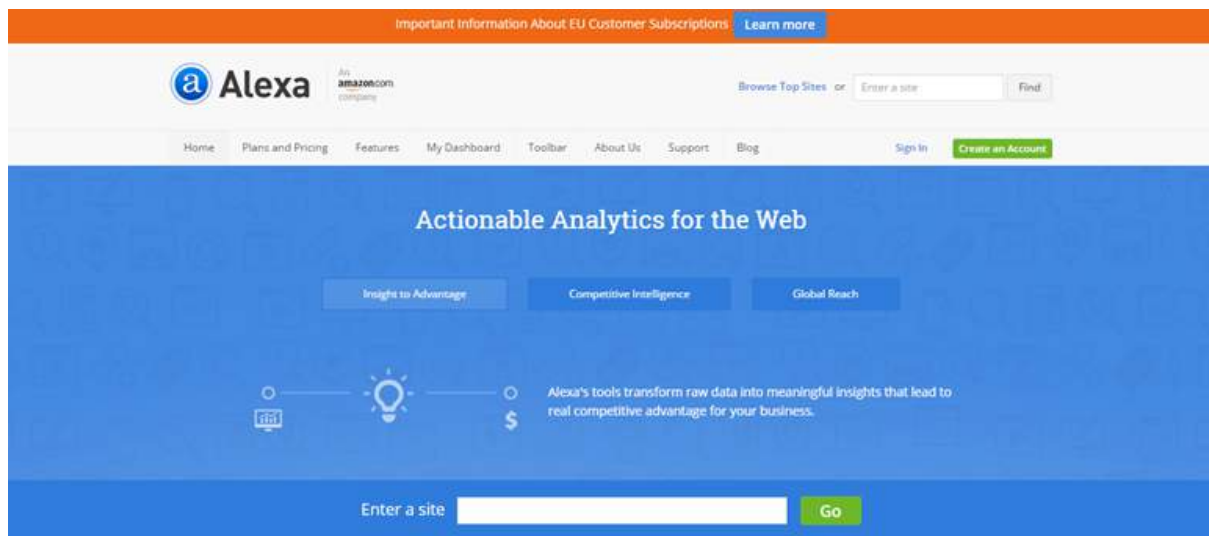 Important Information About EU Customer Subscriptions Learn more
a Alexa An amazon.com company
Browse Top Sites or Enter a site Find
Home Plans and Pricing Features My Dashboard Toolbar About Us Support Blog Sign In Create an Account
Actionable Analytics for the Web
Insight to Advantage Competitive Intelligence Global Reach
Alexa's tools transform raw data into meaningful insights that lead to
real competitive advantage for your business.
$
Enter a site Go